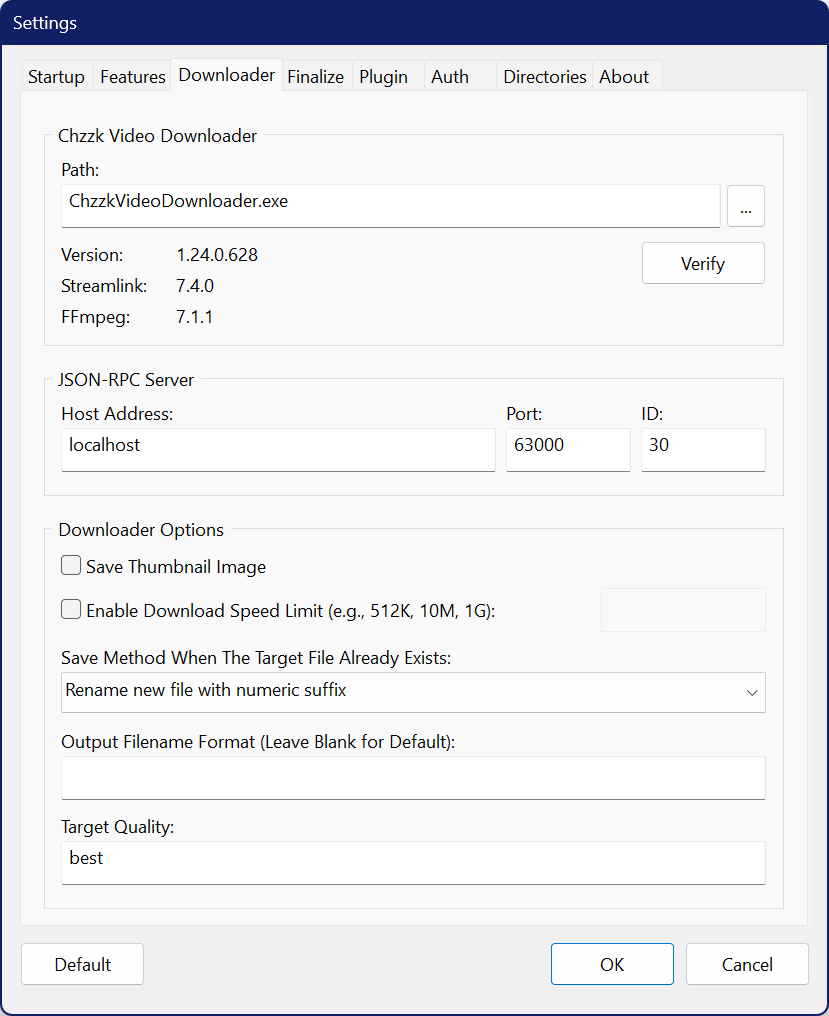 Settings
Startup Features Downloader Finalize Plugin Auth Directories About
Chzzk Video Downloader
Path:
ChzzkVideoDownloader.exe
...
Version: 1.24.0.628
Verify
Streamlink: 7.4.0
FFmpeg: 7.1.1
JSON-RPC Server
Host Address: Port: ID:
localhost 63000 30
Downloader Options
Save Thumbnail Image
Enable Download Speed Limit (e.g., 512K, 10M, 1G):
Save Method When The Target File Already Exists:
Rename new file with numeric suffix
Output Filename Format (Leave Blank for Default):
Target Quality:
best
Default OK Cancel